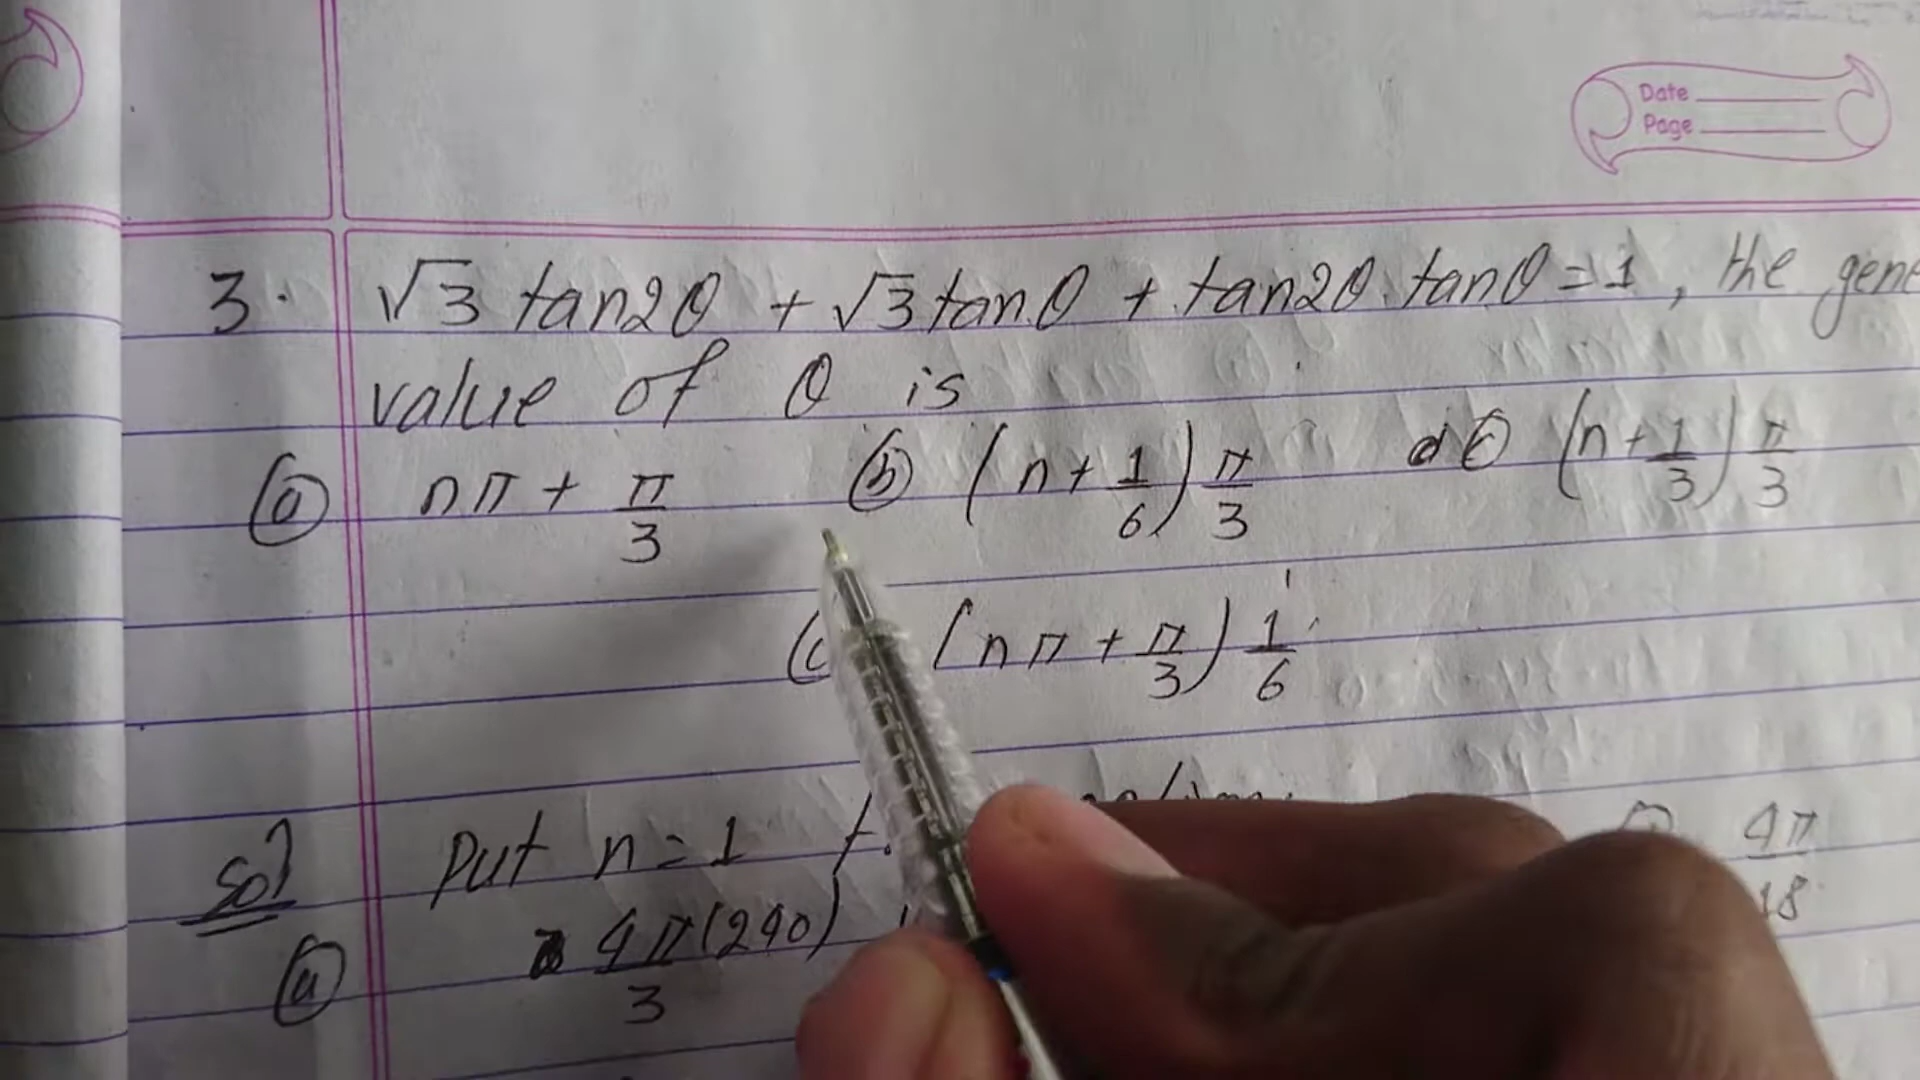 Date
Page
3. √3 tan2θ + √3 tanθ + tan2θ. tanθ = 1, the gene
value of θ is
(a) nπ + π/3 (b) (n + 1/6) π/3 (c) (n + 1/3) π/3
(c (nπ + π/3) 1/6
Sol Put n = 1 4π/18
(a) 4π/3 (240)